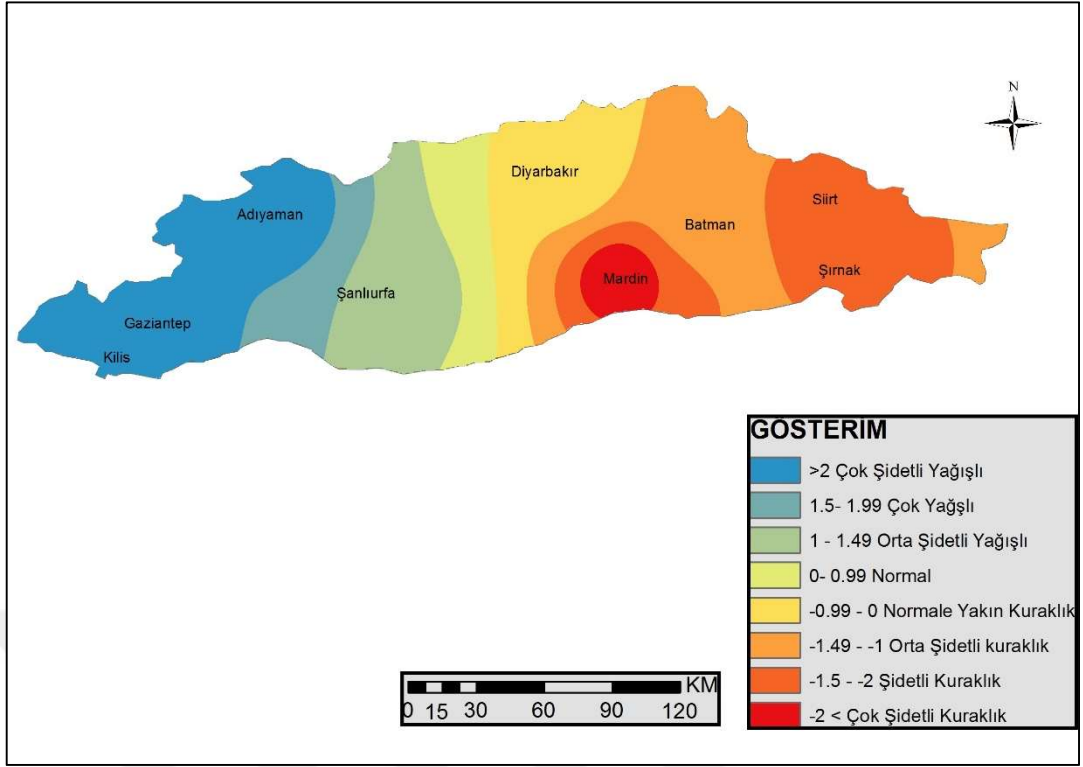 N
Diyarbakır
Siirt
Adıyaman
Batman
Şırnak
Mardin
Şanlıurfa
Gaziantep
Kilis
GÖSTERİM
>2 Çok Şidetli Yağışlı
1.5- 1.99 Çok Yağşlı
1 - 1.49 Orta Şidetli Yağışlı
0- 0.99 Normal
-0.99 - 0 Normale Yakın Kuraklık
-1.49 - -1 Orta Şidetli kuraklık
-1.5 - -2 Şidetli Kuraklık
-2 < Çok Şidetli Kuraklık
KM
0 15 30 60 90 120